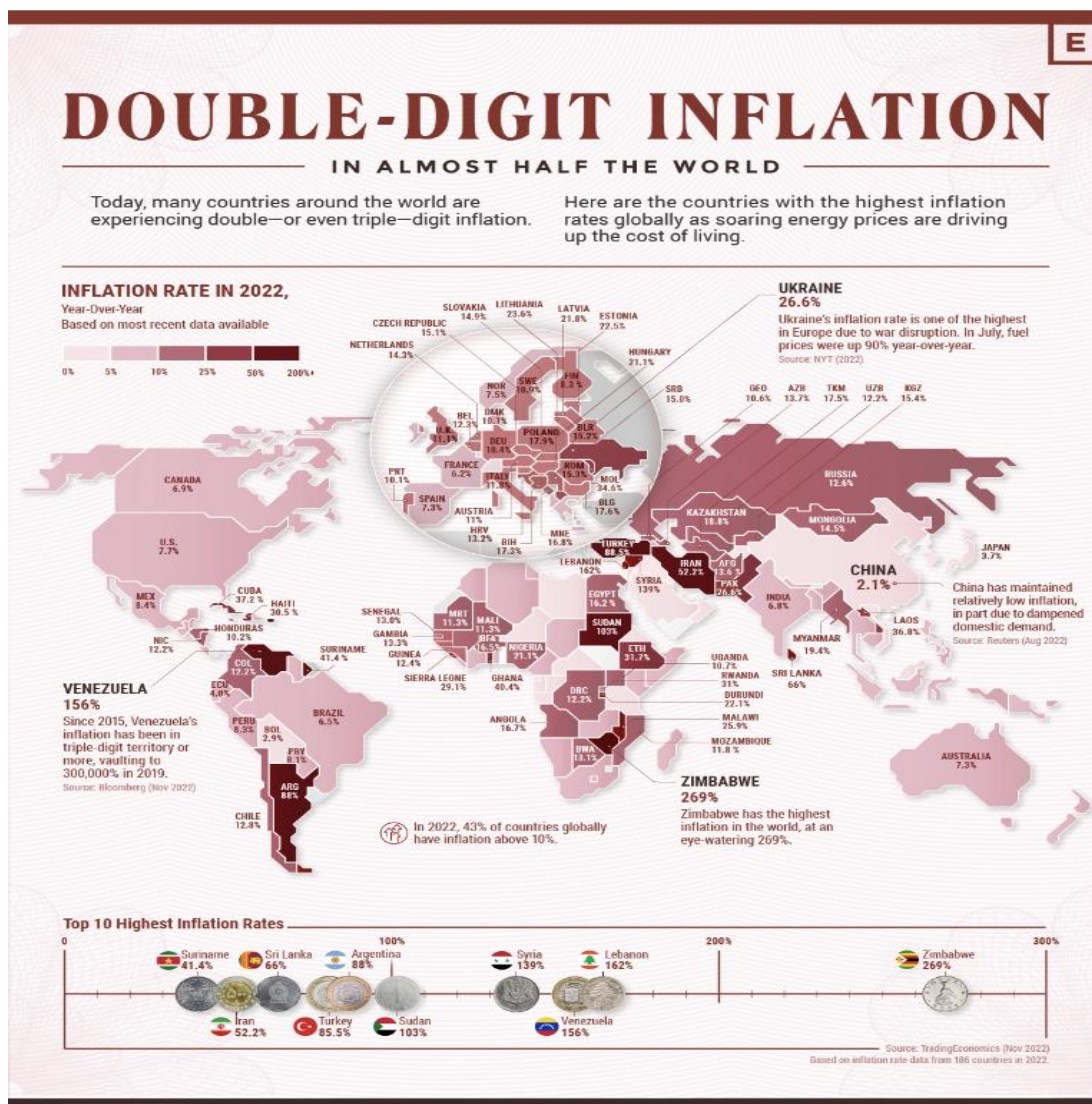 E
DOUBLE-DIGIT INFLATION
IN ALMOST HALF THE WORLD
Today, many countries around the world are
experiencing double—or even triple—digit inflation.
Here are the countries with the highest inflation
rates globally as soaring energy prices are driving
up the cost of living.
INFLATION RATE IN 2022,
Year-Over-Year
Based on most recent data available
0% 5% 10% 25% 50% 200%+
UKRAINE
26.6%
Ukraine's inflation rate is one of the highest
in Europe due to war disruption. In July, fuel
prices were up 90% year-over-year.
Source: NYT (2022)
SLOVAKIA
14.9%
LITHUANIA
23.6%
LATVIA
21.8%
ESTONIA
22.5%
CZECH REPUBLIC
15.1%
NETHERLANDS
14.3%
HUNGARY
21.1%
SRB
15.0%
GEO
10.6%
AZB
13.7%
TKM
17.5%
UZB
12.2%
KGZ
15.4%
NOR
7.5%
SWE
10.9%
FIN
8.3 %
BEL
12.3%
DMK
10.1%
U.K.
11.1%
DEU
10.4%
POLAND
17.9%
BLR
15.2%
FRANCE
6.2%
ITALY
11.8%
RUM
15.3%
MOL
34.6%
PRT
10.1%
SPAIN
7.3%
BLG
17.6%
AUSTRIA
11%
HRV
13.2%
BIH
17.3%
MNE
16.8%
CANADA
6.9%
U.S.
7.7%
RUSSIA
12.6%
KAZAKHSTAN
18.8%
MONGOLIA
14.5%
JAPAN
3.7%
TURKEY
88.5%
LEBANON
162%
SYRIA
139%
IRAN
52.2%
AFG
13.6 %
PAK
26.6%
CHINA
2.1%
China has maintained
relatively low inflation,
in part due to dampened
domestic demand.
Source: Reuters (Aug 2022)
INDIA
6.8%
MYANMAR
19.4%
LAOS
36.8%
SRI LANKA
66%
MEX
8.4%
CUBA
37.2 %
HAITI
30.5 %
HONDURAS
10.2%
NIC
12.2%
SURINAME
41.4 %
COL
12.2%
ECU
4.0%
VENEZUELA
156%
Since 2015, Venezuela's
inflation has been in
triple-digit territory or
more, vaulting to
300,000% in 2019.
Source: Bloomberg (Nov 2022)
BRAZIL
6.5%
PERU
8.3%
BOL
2.9%
PRY
8.1%
ARG
88%
CHILE
12.8%
SENEGAL
13.0%
GAMBIA
13.3%
GUINEA
12.4%
SIERRA LEONE
29.1%
MRT
11.3%
MALI
11.3%
BFA
16.5%
GHANA
40.4%
NIGERIA
21.1%
EGYPT
16.2 %
SUDAN
103%
ETH
31.7%
UGANDA
10.7%
RWANDA
31%
BURUNDI
22.1%
MALAWI
25.9%
MOZAMBIQUE
11.8 %
DRC
12.2%
ANGOLA
16.7%
BWA
13.1%
ZIMBABWE
269%
Zimbabwe has the highest
inflation in the world, at an
eye-watering 269%.
AUSTRALIA
7.3%
In 2022, 43% of countries globally
have inflation above 10%.
Top 10 Highest Inflation Rates
0 100% 200% 300%
Suriname
41.4%
Sri Lanka
66%
Argentina
88%
Syria
139%
Lebanon
162%
Zimbabwe
269%
Iran
52.2%
Turkey
85.5%
Sudan
103%
Venezuela
156%
Source: TradingEconomics (Nov 2022)
Based on inflation rate data from 186 countries in 2022.